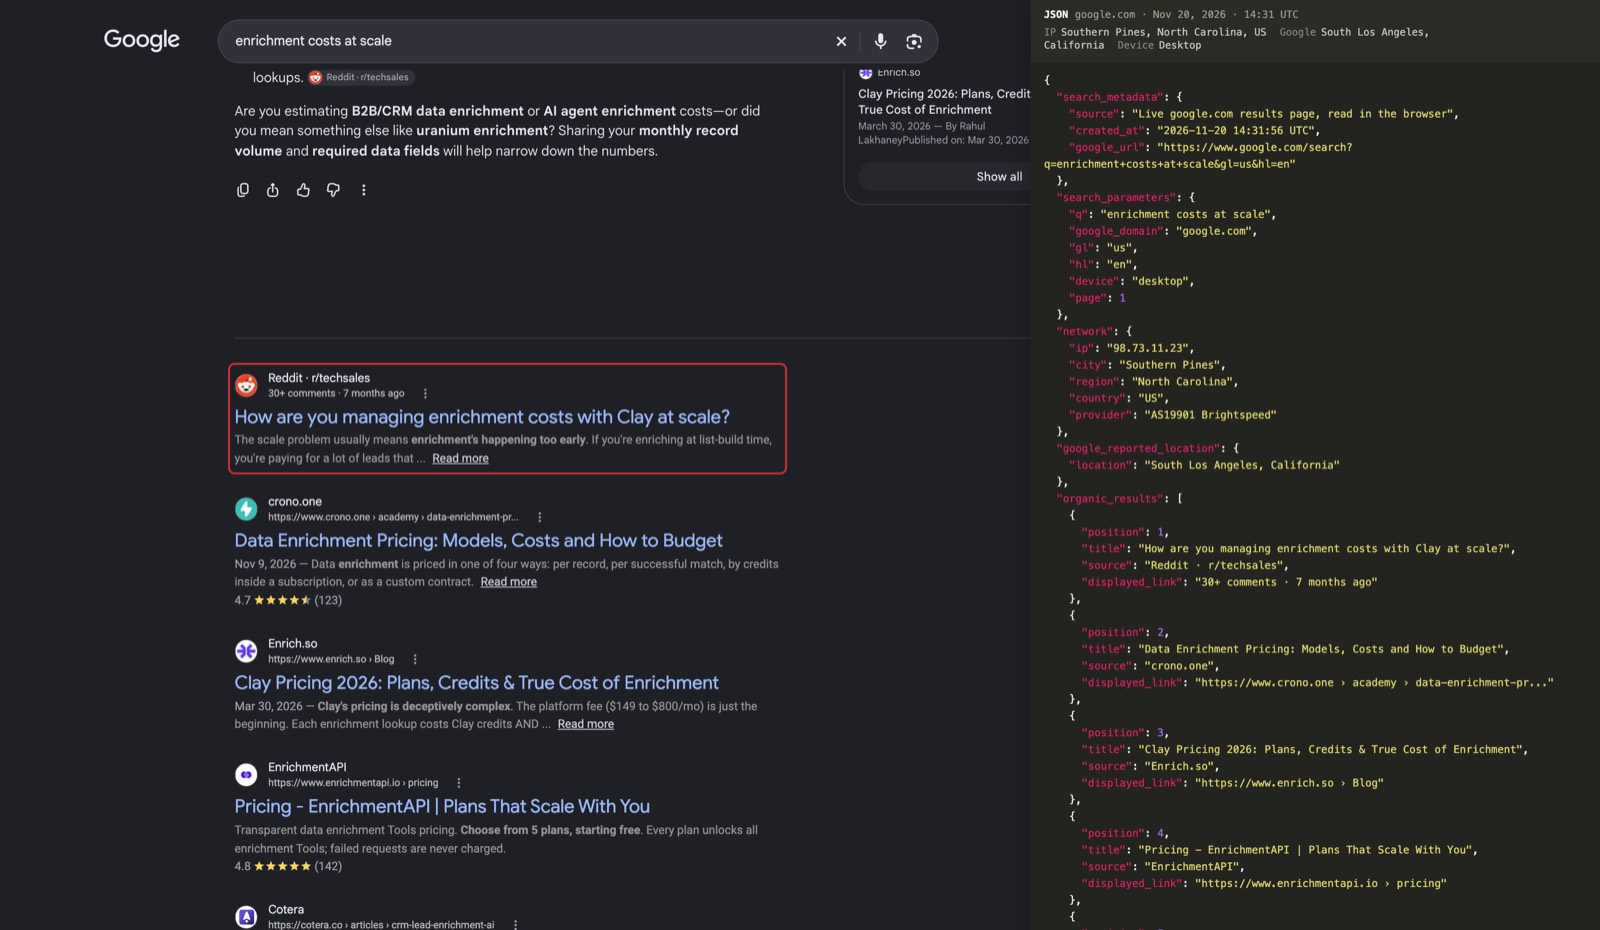 Google
enrichment costs at scale
lookups. Reddit · r/techsales
Are you estimating B2B/CRM data enrichment or AI agent enrichment costs—or did
you mean something else like uranium enrichment? Sharing your monthly record
volume and required data fields will help narrow down the numbers.
Enrich.so
Clay Pricing 2026: Plans, Credit
True Cost of Enrichment
March 30, 2026 — By Rahul
LakhaneyPublished on: Mar 30, 2026
Show all
Reddit · r/techsales
30+ comments · 7 months ago
How are you managing enrichment costs with Clay at scale?
The scale problem usually means enrichment's happening too early. If you're enriching at list-build time,
you're paying for a lot of leads that ... Read more
crono.one
https://www.crono.one › academy › data-enrichment-pr...
Data Enrichment Pricing: Models, Costs and How to Budget
Nov 9, 2026 — Data enrichment is priced in one of four ways: per record, per successful match, by credits
inside a subscription, or as a custom contract. Read more
4.7 ★★★★★ (123)
Enrich.so
https://www.enrich.so › Blog
Clay Pricing 2026: Plans, Credits & True Cost of Enrichment
Mar 30, 2026 — Clay's pricing is deceptively complex. The platform fee ($149 to $800/mo) is just the
beginning. Each enrichment lookup costs Clay credits AND ... Read more
EnrichmentAPI
https://www.enrichmentapi.io › pricing
Pricing - EnrichmentAPI | Plans That Scale With You
Transparent data enrichment Tools pricing. Choose from 5 plans, starting free. Every plan unlocks all
enrichment Tools; failed requests are never charged.
4.8 ★★★★★ (142)
Cotera
https://cotera.co › articles › crm-lead-enrichment-ai
JSON google.com · Nov 20, 2026 · 14:31 UTC
IP Southern Pines, North Carolina, US Google South Los Angeles,
California Device Desktop
{
"search_metadata": {
"source": "Live google.com results page, read in the browser",
"created_at": "2026-11-20 14:31:56 UTC",
"google_url": "https://www.google.com/search?
q=enrichment+costs+at+scale&gl=us&hl=en"
},
"search_parameters": {
"q": "enrichment costs at scale",
"google_domain": "google.com",
"gl": "us",
"hl": "en",
"device": "desktop",
"page": 1
},
"network": {
"ip": "98.73.11.23",
"city": "Southern Pines",
"region": "North Carolina",
"country": "US",
"provider": "AS19901 Brightspeed"
},
"google_reported_location": {
"location": "South Los Angeles, California"
},
"organic_results": [
{
"position": 1,
"title": "How are you managing enrichment costs with Clay at scale?",
"source": "Reddit · r/techsales",
"displayed_link": "30+ comments · 7 months ago"
},
{
"position": 2,
"title": "Data Enrichment Pricing: Models, Costs and How to Budget",
"source": "crono.one",
"displayed_link": "https://www.crono.one › academy › data-enrichment-pr..."
},
{
"position": 3,
"title": "Clay Pricing 2026: Plans, Credits & True Cost of Enrichment",
"source": "Enrich.so",
"displayed_link": "https://www.enrich.so › Blog"
},
{
"position": 4,
"title": "Pricing - EnrichmentAPI | Plans That Scale With You",
"source": "EnrichmentAPI",
"displayed_link": "https://www.enrichmentapi.io › pricing"
},
{